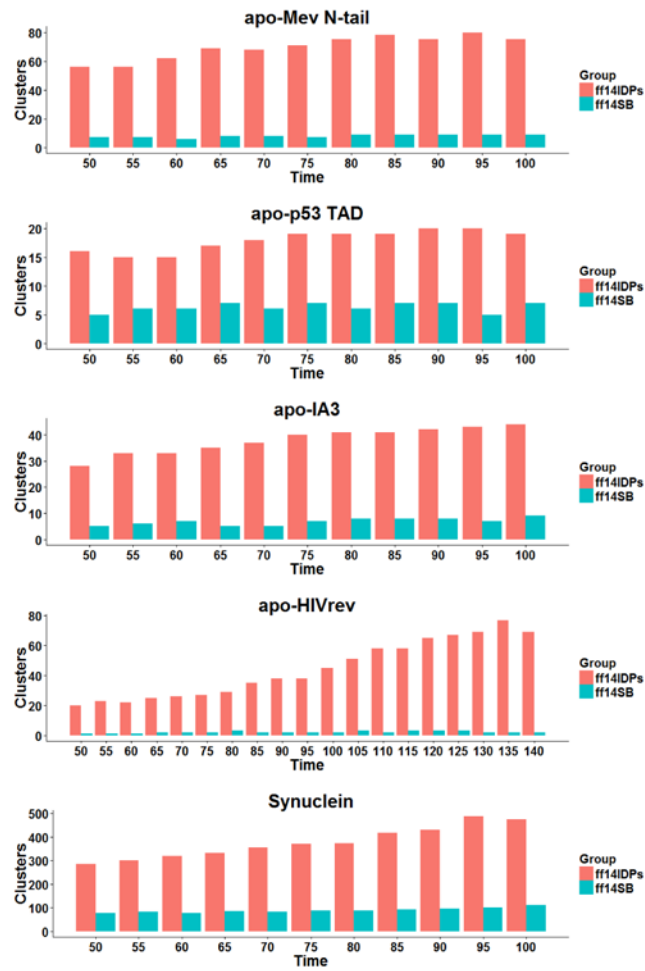 apo-Mev N-tail
80
60
40
20
0
Clusters
50 55 60 65 70 75 80 85 90 95 100
Time
Group
ff14IDPs
ff14SB
apo-p53 TAD
20
15
10
5
0
Clusters
50 55 60 65 70 75 80 85 90 95 100
Time
Group
ff14IDPs
ff14SB
apo-IA3
40
30
20
10
0
Clusters
50 55 60 65 70 75 80 85 90 95 100
Time
Group
ff14IDPs
ff14SB
apo-HIVrev
80
60
40
20
0
Clusters
50 55 60 65 70 75 80 85 90 95 100 105 110 115 120 125 130 135 140
Time
Group
ff14IDPs
ff14SB
Synuclein
500
400
300
200
100
0
Clusters
50 55 60 65 70 75 80 85 90 95 100
Time
Group
ff14IDPs
ff14SB